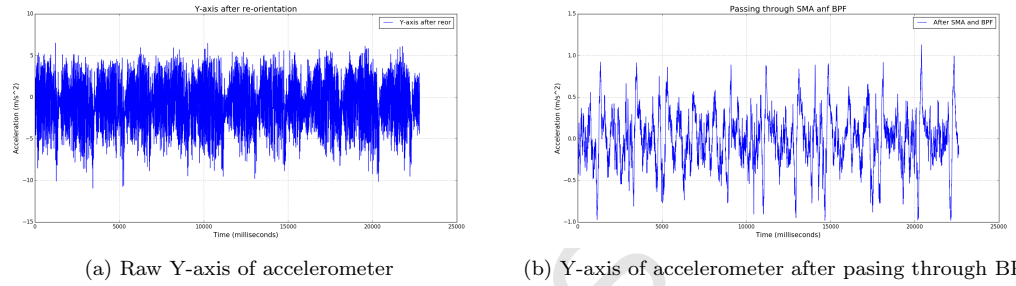 Y-axis after re-orientation
Y-axis after reor
10
5
0
−5
−10
−15
Acceleration (m/s^2)
0 5000 10000 15000 20000 25000
Time (milliseconds)
(a) Raw Y-axis of accelerometer
Passing through SMA anf BPF
After SMA and BPF
1.5
1.0
0.5
0.0
−0.5
−1.0
Acceleration (m/s^2)
0 5000 10000 15000 20000 25000
Time (milliseconds)
(b) Y-axis of accelerometer after pasing through